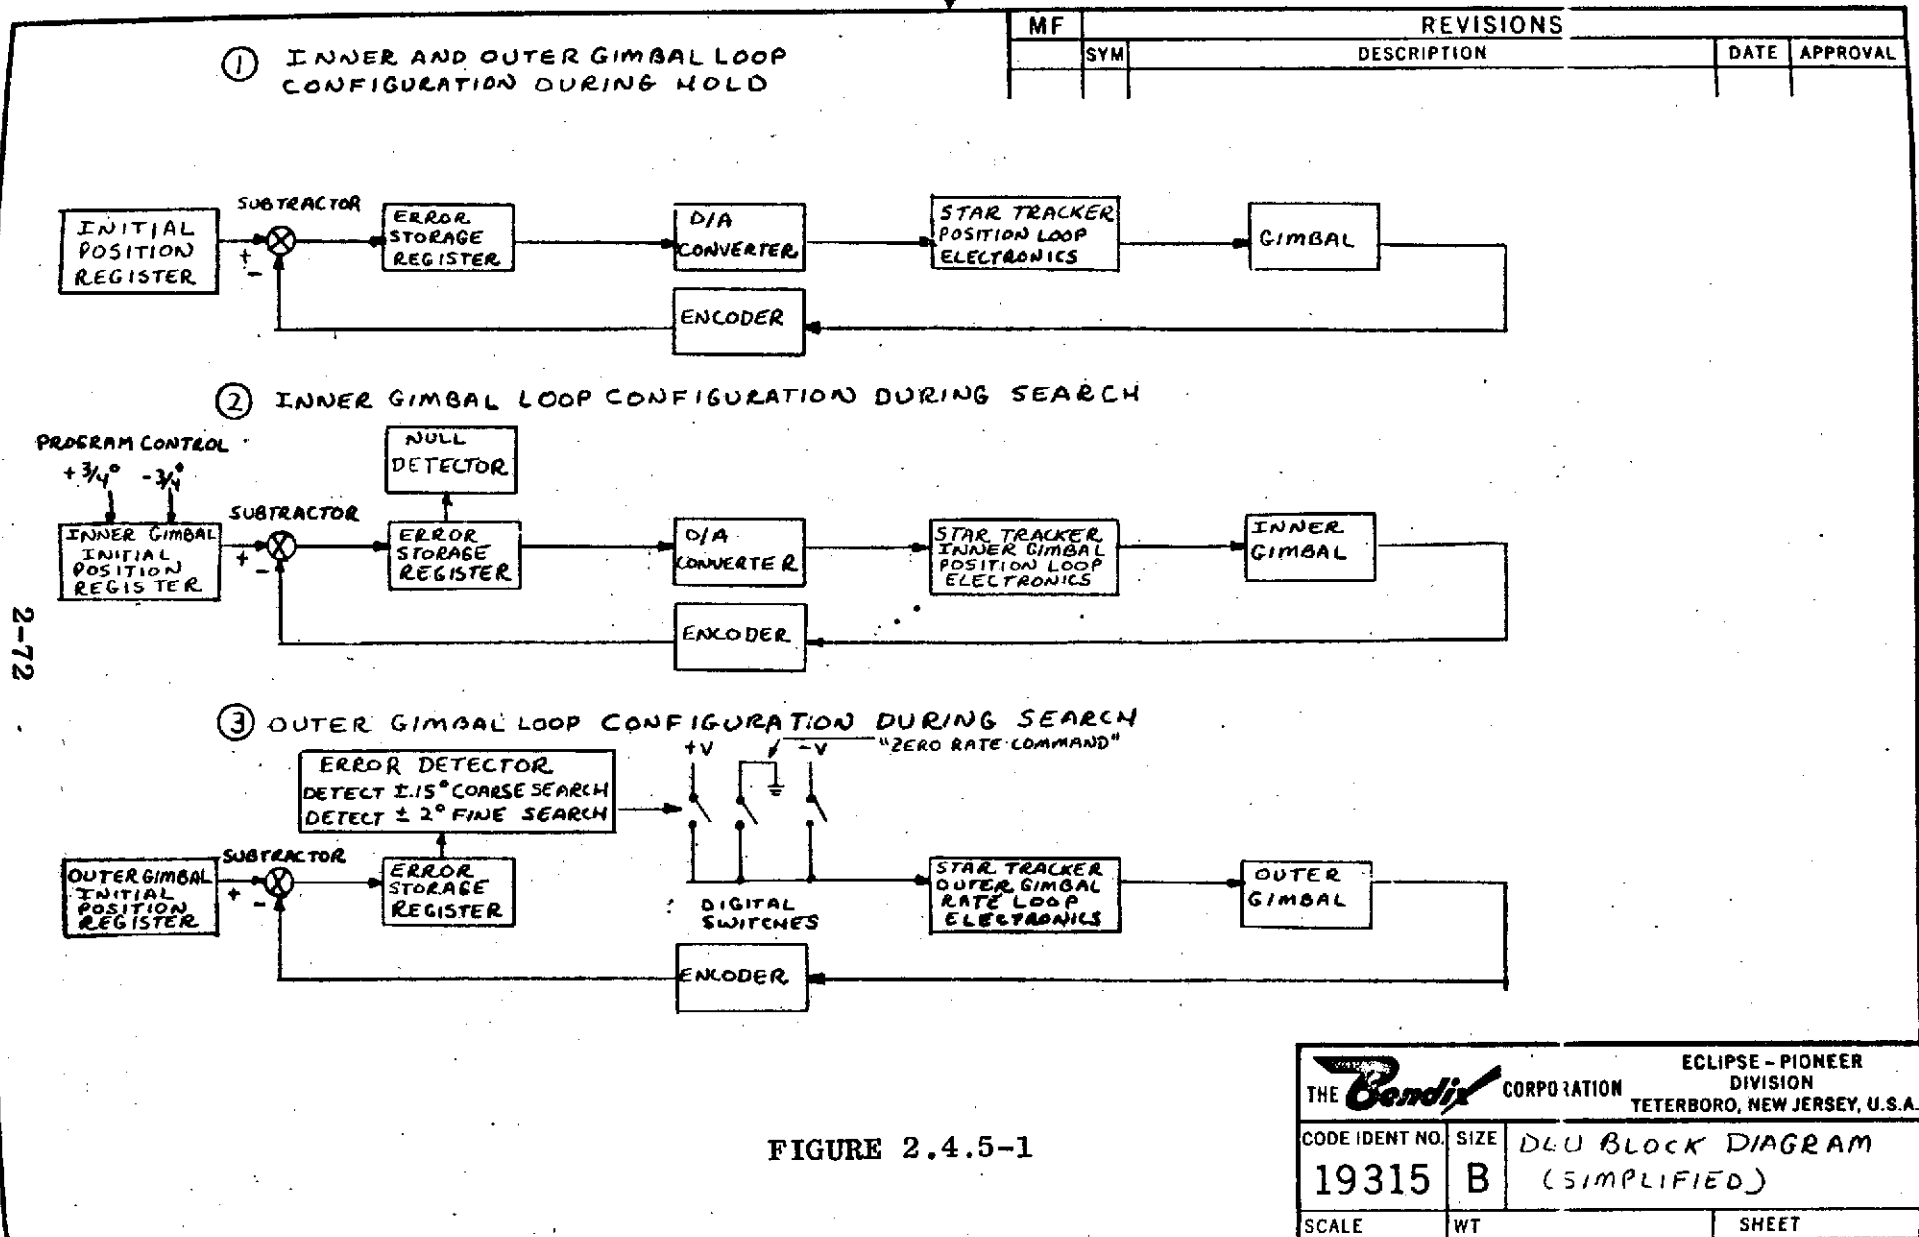 MF REVISIONS
SYM DESCRIPTION DATE APPROVAL
① INNER AND OUTER GIMBAL LOOP
CONFIGURATION DURING HOLD
INITIAL
POSITION
REGISTER
SUBTRACTOR
+
-
ERROR
STORAGE
REGISTER
D/A
CONVERTER
STAR TRACKER
POSITION LOOP
ELECTRONICS
GIMBAL
ENCODER
② INNER GIMBAL LOOP CONFIGURATION DURING SEARCH
PROGRAM CONTROL
+3/4° -3/4°
INNER GIMBAL
INITIAL
POSITION
REGISTER
SUBTRACTOR
+
-
NULL
DETECTOR
ERROR
STORAGE
REGISTER
D/A
CONVERTER
STAR TRACKER
INNER GIMBAL
POSITION LOOP
ELECTRONICS
INNER
GIMBAL
ENCODER
2-72
③ OUTER GIMBAL LOOP CONFIGURATION DURING SEARCH
ERROR DETECTOR
DETECT ±.15° COARSE SEARCH
DETECT ± 2° FINE SEARCH
+V
-V
"ZERO RATE COMMAND"
OUTER GIMBAL
INITIAL
POSITION
REGISTER
SUBTRACTOR
+
-
ERROR
STORAGE
REGISTER
DIGITAL
SWITCHES
STAR TRACKER
OUTER GIMBAL
RATE LOOP
ELECTRONICS
OUTER
GIMBAL
ENCODER
FIGURE 2.4.5-1
THE Bendix CORPORATION
ECLIPSE - PIONEER
DIVISION
TETERBORO, NEW JERSEY, U.S.A.
CODE IDENT NO.
19315
SIZE
B
DLU BLOCK DIAGRAM
(SIMPLIFIED)
SCALE WT SHEET